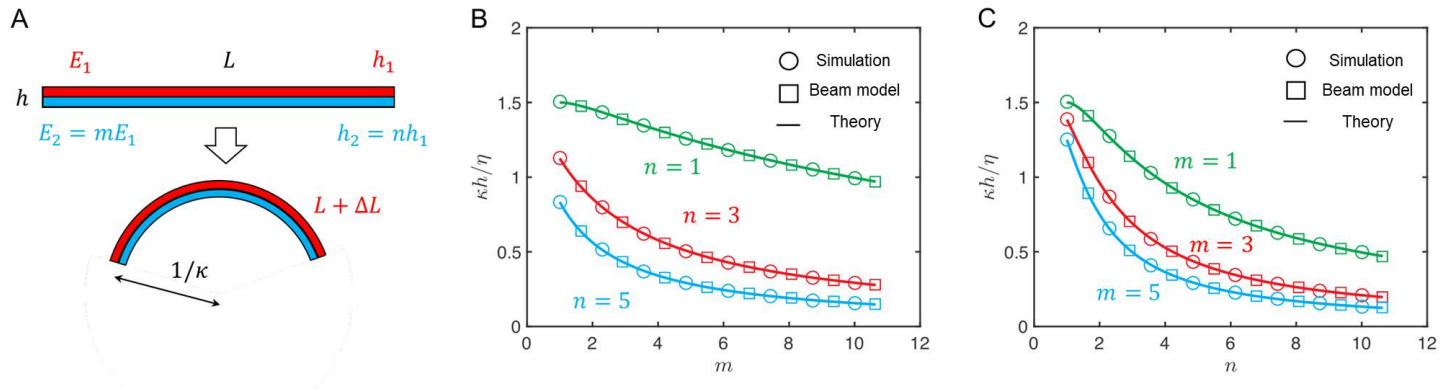 A
E₁
L
h₁
h
E₂ = mE₁
h₂ = nh₁
L + ΔL
1/κ
B
κh/η
2
1.5
1
0.5
0
Simulation
Beam model
Theory
n = 1
n = 3
n = 5
0 2 4 6 8 10 12
m
C
κh/η
2
1.5
1
0.5
0
Simulation
Beam model
Theory
m = 1
m = 3
m = 5
0 2 4 6 8 10 12
n